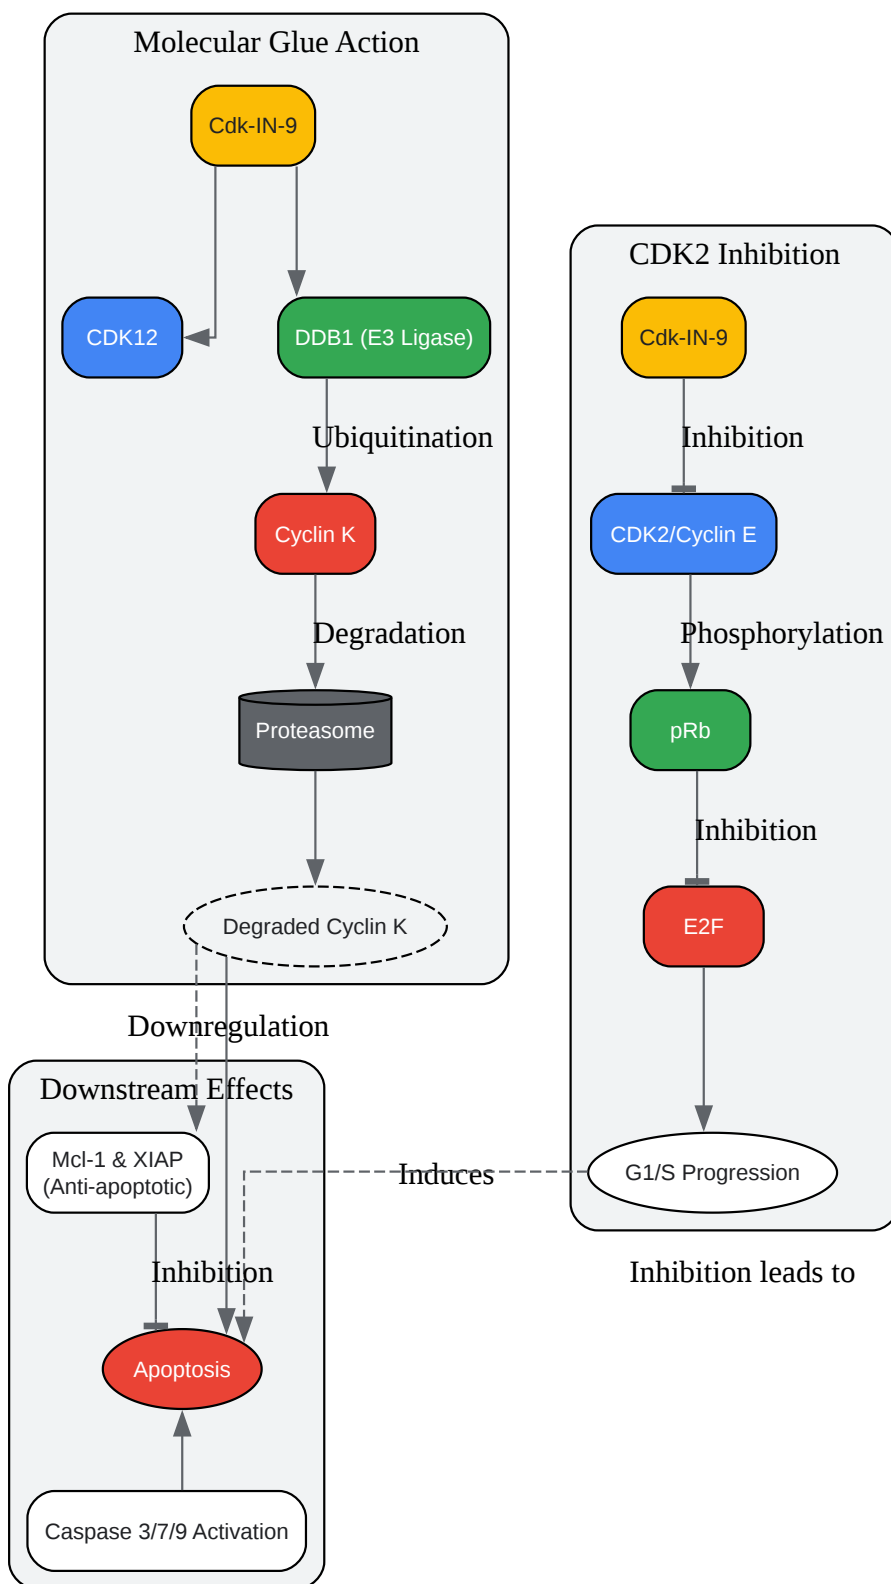 Molecular Glue Action
Cdk-IN-9
CDK12
DDB1 (E3 Ligase)
Ubiquitination
Cyclin K
Degradation
Proteasome
Degraded Cyclin K
CDK2 Inhibition
Cdk-IN-9
Inhibition
CDK2/Cyclin E
Phosphorylation
pRb
Inhibition
E2F
G1/S Progression
Inhibition leads to
Downregulation
Induces
Downstream Effects
Mcl-1 & XIAP
(Anti-apoptotic)
Inhibition
Apoptosis
Caspase 3/7/9 Activation